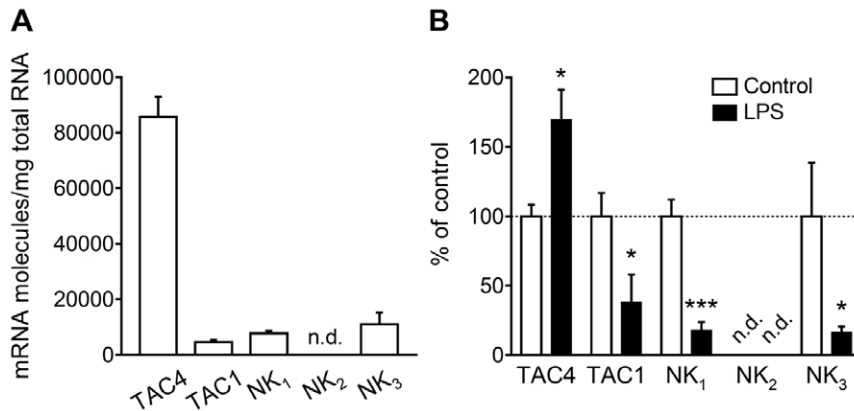 A
mRNA molecules/mg total RNA
100000
80000
60000
40000
20000
0
n.d.
TAC4
TAC1
NK₁
NK₂
NK₃
B
% of control
200
150
100
50
0
Control
LPS
*
*
***
n.d.
n.d.
*
TAC4
TAC1
NK₁
NK₂
NK₃